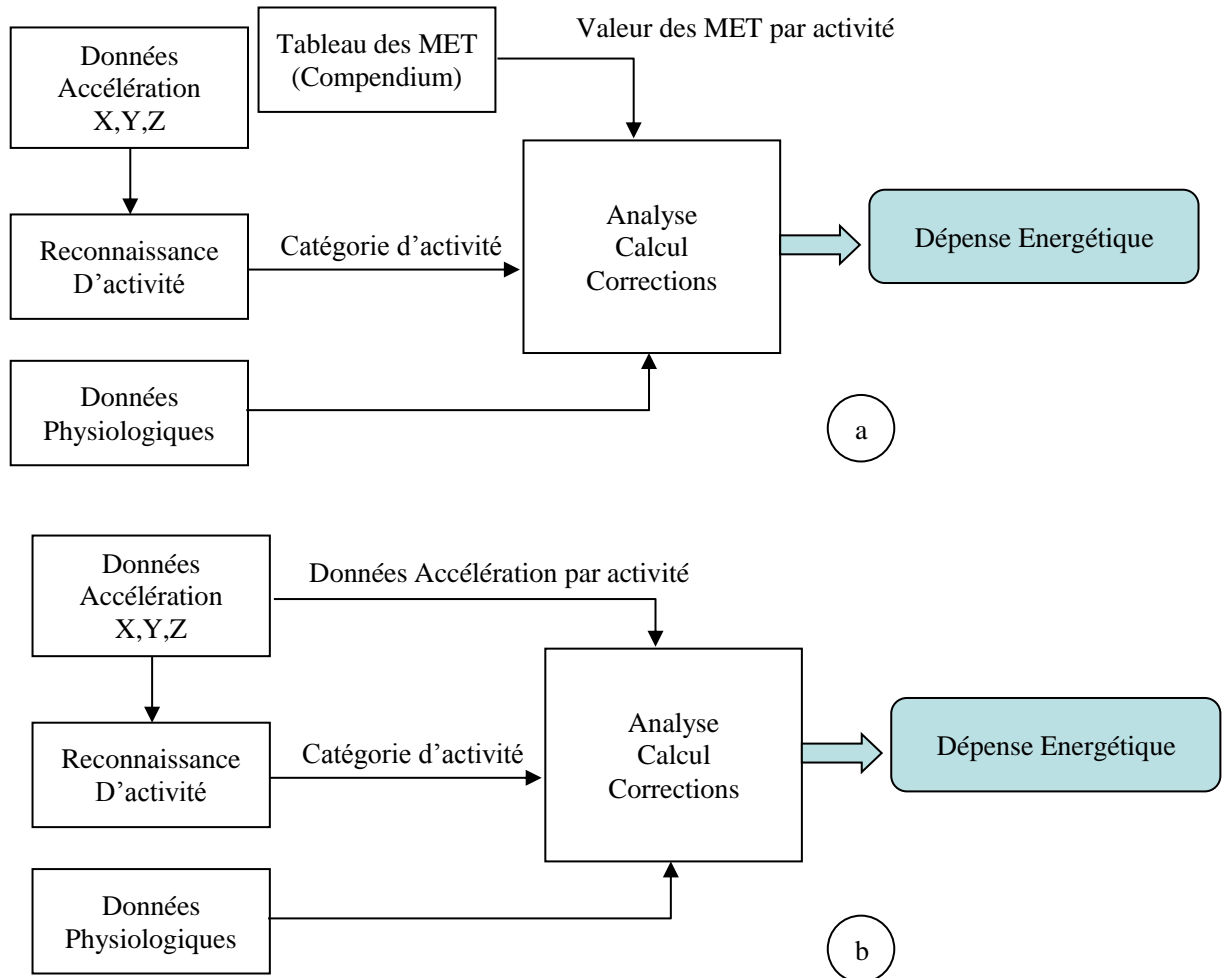 Données
Accélération
X,Y,Z
Tableau des MET
(Compendium)
Valeur des MET par activité
Reconnaissance
D’activité
Catégorie d’activité
Analyse
Calcul
Corrections
Dépense Energétique
Données
Physiologiques
a
Données
Accélération
X,Y,Z
Données Accélération par activité
Reconnaissance
D’activité
Catégorie d’activité
Analyse
Calcul
Corrections
Dépense Energétique
Données
Physiologiques
b